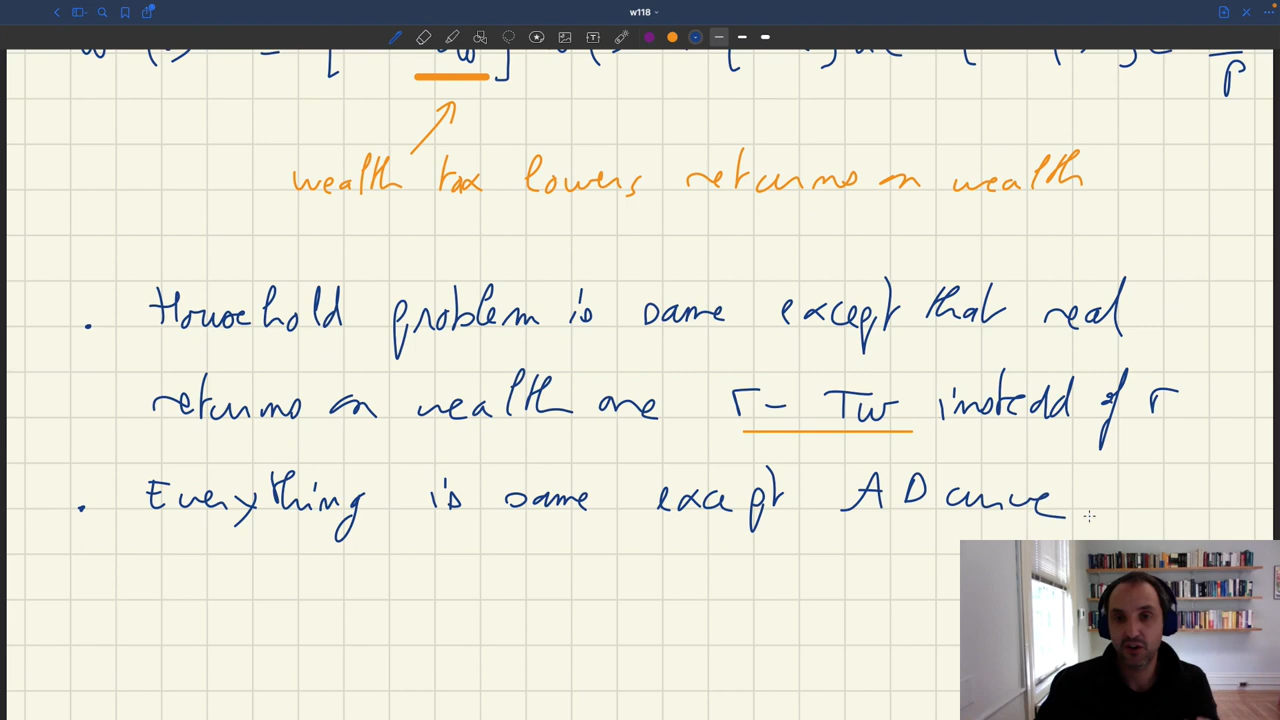 w118
wealth tax lowers returns on wealth
. Household problem is same except that real
returns on wealth are r - τw instead of r
. Everything is same except AD curve